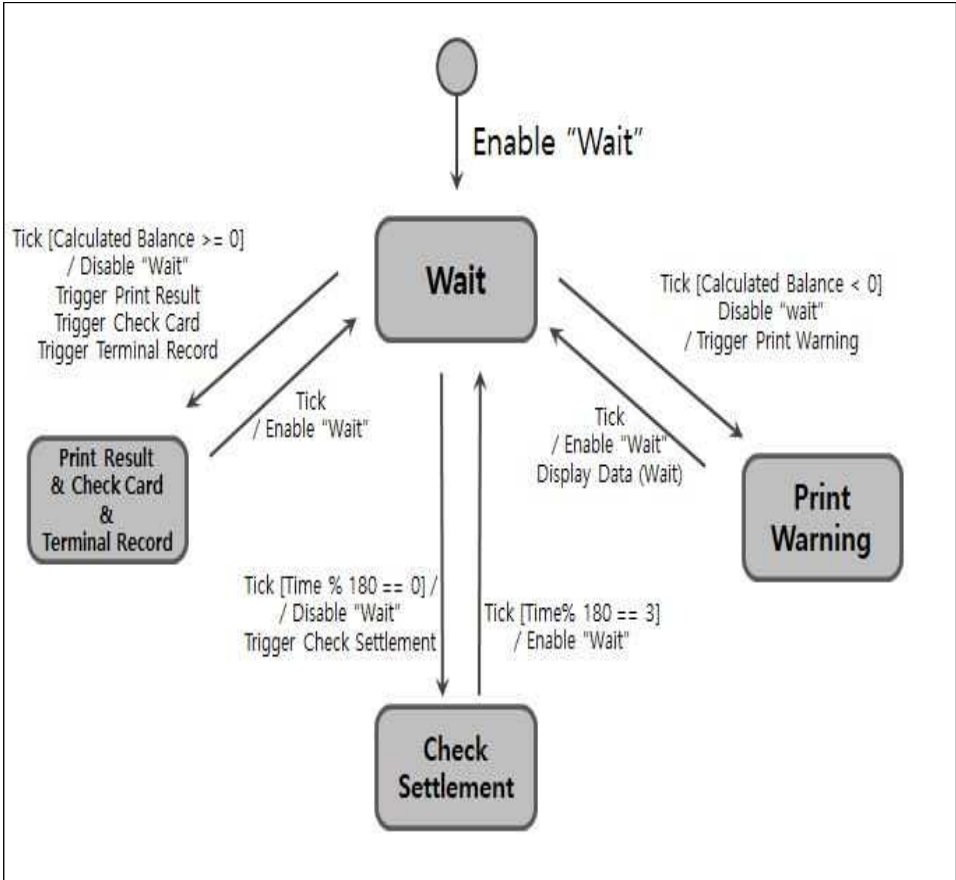 Enable “Wait”
Wait
Tick [Calculated Balance >= 0]
/ Disable “Wait”
Trigger Print Result
Trigger Check Card
Trigger Terminal Record
Tick [Calculated Balance < 0]
Disable “wait”
/ Trigger Print Warning
Tick
/ Enable “Wait”
Tick
/ Enable “Wait”
Display Data (Wait)
Print Result
& Check Card
&
Terminal Record
Print
Warning
Tick [Time % 180 == 0] /
/ Disable “Wait”
Trigger Check Settlement
Tick [Time% 180 == 3]
/ Enable “Wait”
Check
Settlement